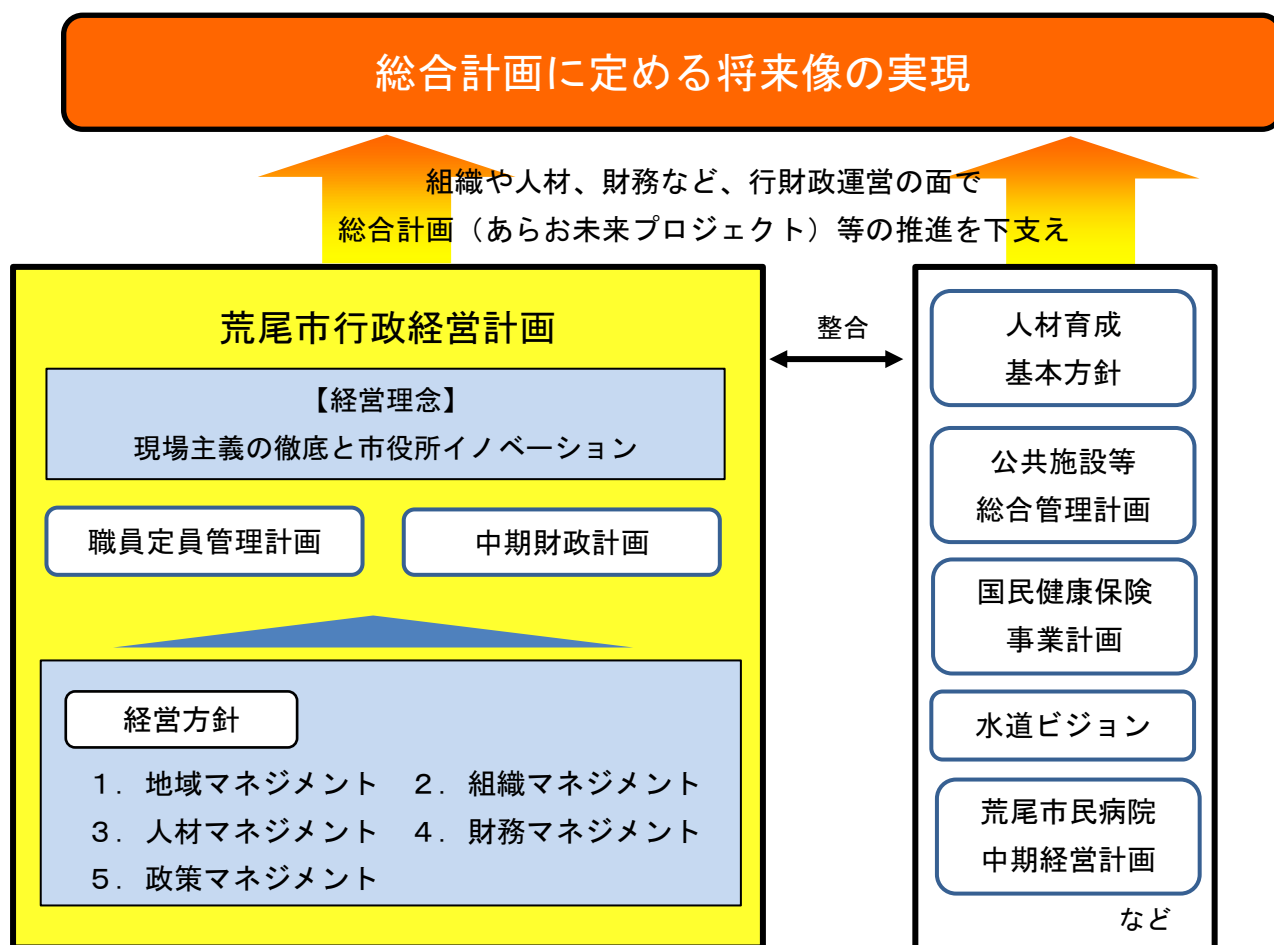 総合計画に定める将来像の実現
組織や人材、財務など、行財政運営の面で
総合計画（あらお未来プロジェクト）等の推進を下支え
荒尾市行政経営計画
【経営理念】
現場主義の徹底と市役所イノベーション
職員定員管理計画
中期財政計画
経営方針
１．地域マネジメント　２．組織マネジメント
３．人材マネジメント　４．財務マネジメント
５．政策マネジメント
整合
人材育成
基本方針
公共施設等
総合管理計画
国民健康保険
事業計画
水道ビジョン
荒尾市民病院
中期経営計画
など